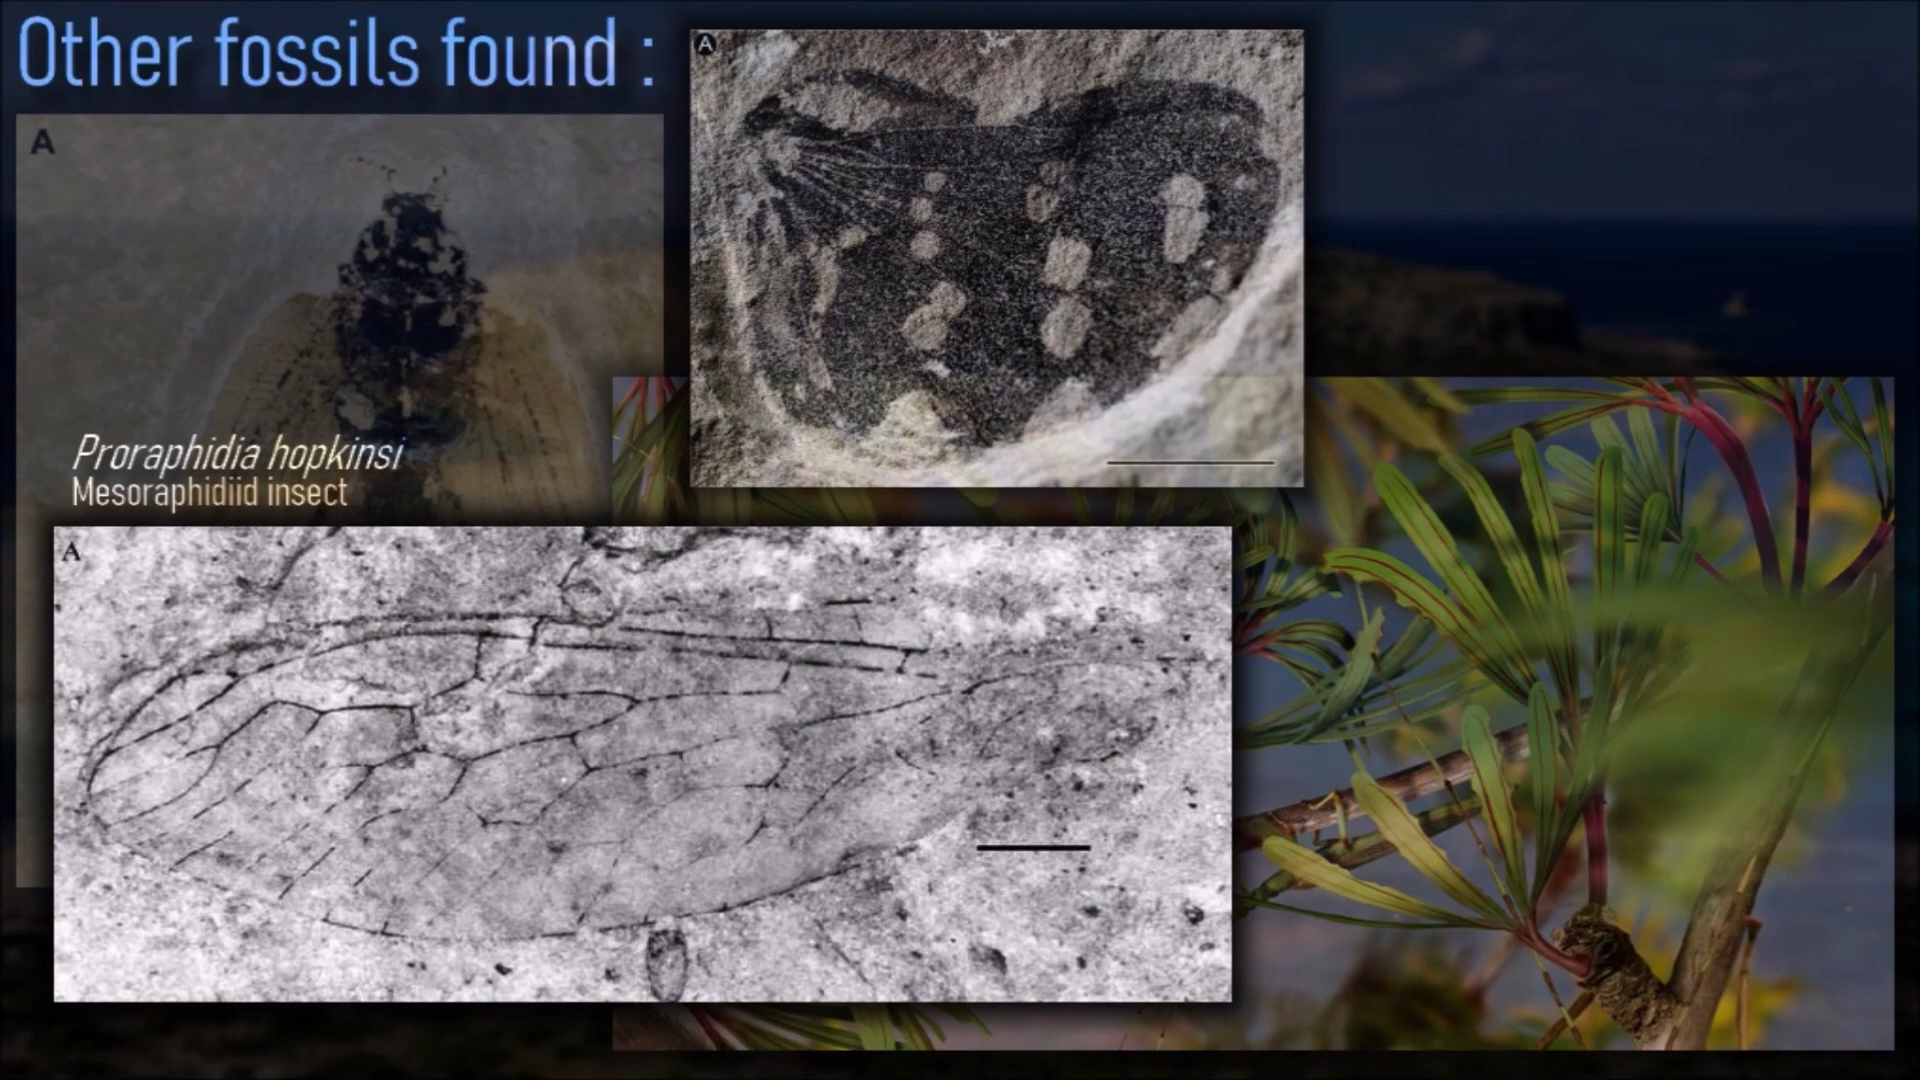 Other fossils found :
A
A
Proraphidia hopkinsi
Mesoraphidiid insect
A